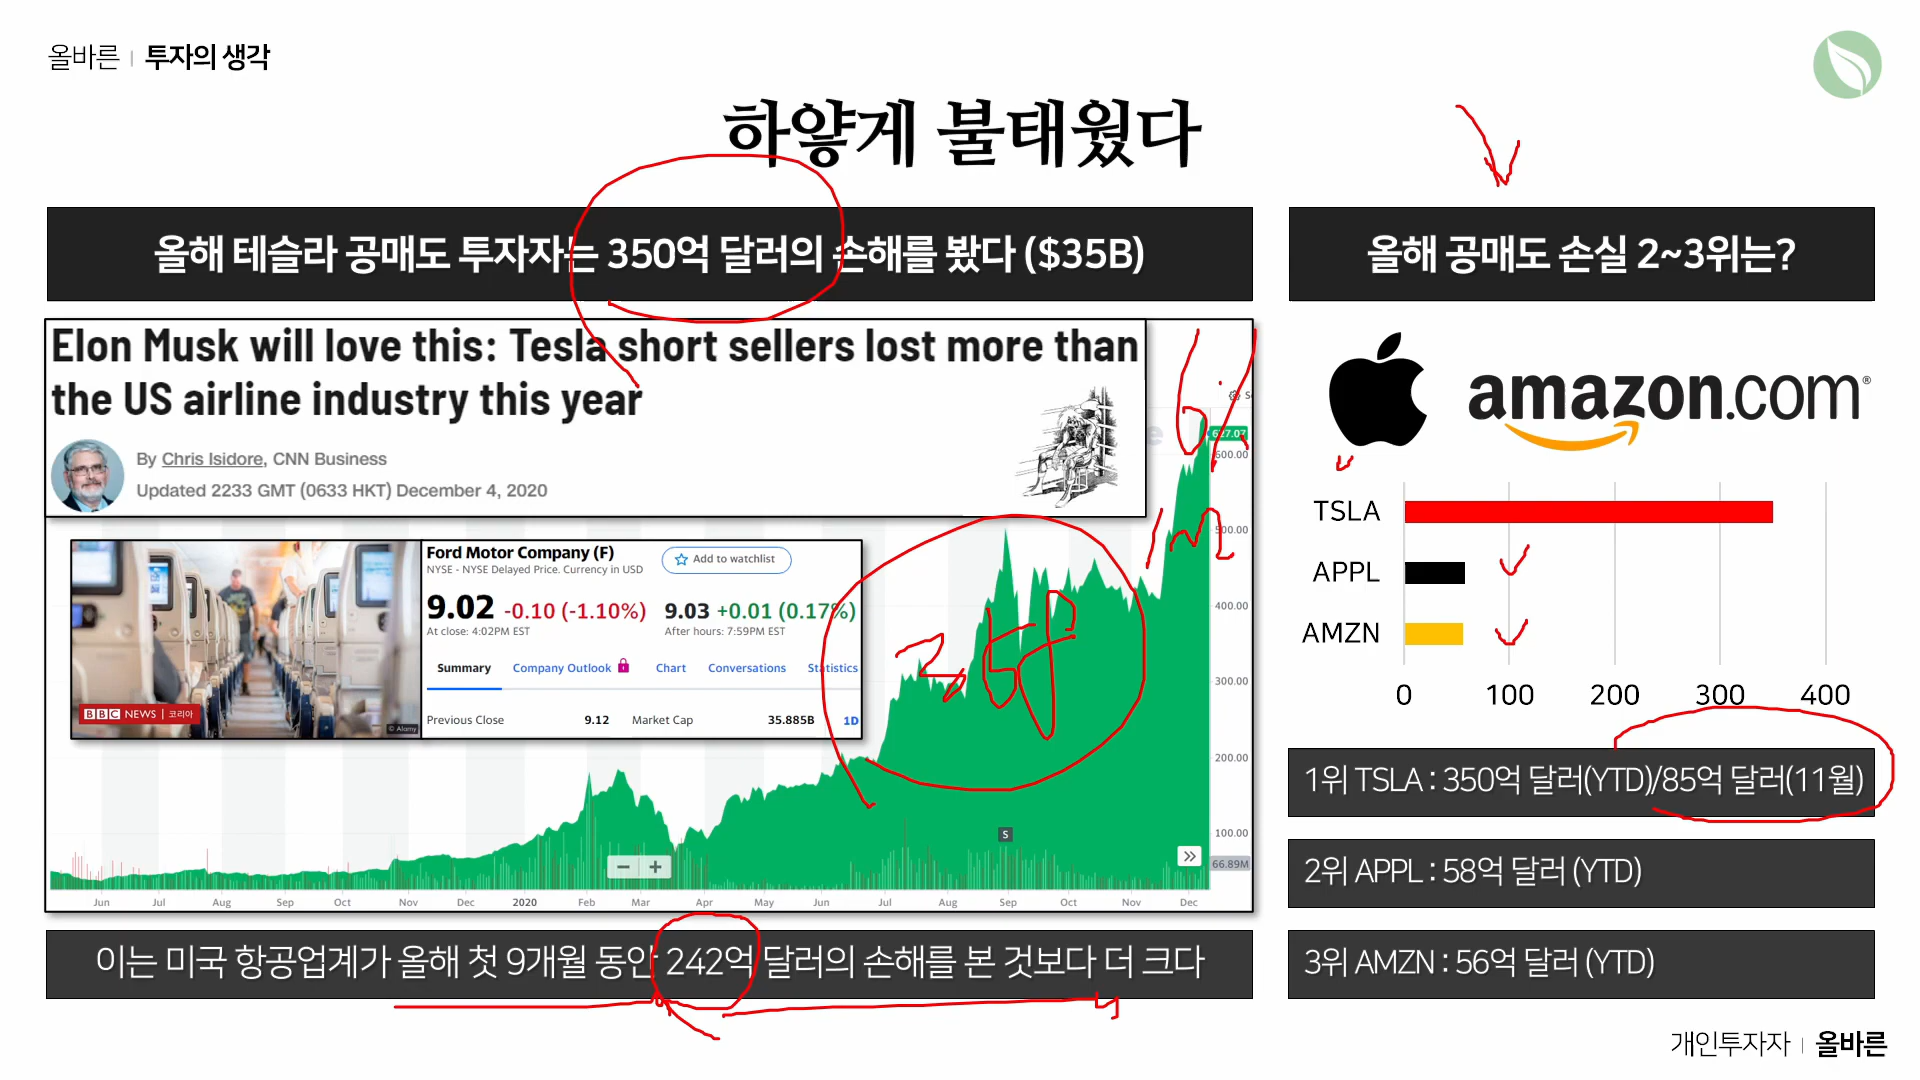 올바른 | 투자의 생각
하얗게 불태웠다
올해 테슬라 공매도 투자자는 350억 달러의 손해를 봤다 ($35B)
Elon Musk will love this: Tesla short sellers lost more than
the US airline industry this year
By Chris Isidore, CNN Business
Updated 2233 GMT (0633 HKT) December 4, 2020
627.07
600.00
500.00
400.00
300.00
200.00
100.00
66.89M
BBC NEWS | 코리아
© Alamy
Ford Motor Company (F)
NYSE - NYSE Delayed Price. Currency in USD
Add to watchlist
9.02 -0.10 (-1.10%) 9.03 +0.01 (0.17%)
At close: 4:02PM EST After hours: 7:59PM EST
Summary Company Outlook Chart Conversations Statistics
Previous Close 9.12 Market Cap 35.885B 1D
S
− +
Jun Jul Aug Sep Oct Nov Dec 2020 Feb Mar Apr May Jun Jul Aug Sep Oct Nov Dec
이는 미국 항공업계가 올해 첫 9개월 동안 242억 달러의 손해를 본 것보다 더 크다
올해 공매도 손실 2~3위는?
amazon.com®
TSLA
APPL
AMZN
0 100 200 300 400
1위 TSLA : 350억 달러(YTD)/85억 달러(11월)
2위 APPL : 58억 달러 (YTD)
3위 AMZN : 56억 달러 (YTD)
개인투자자 | 올바른